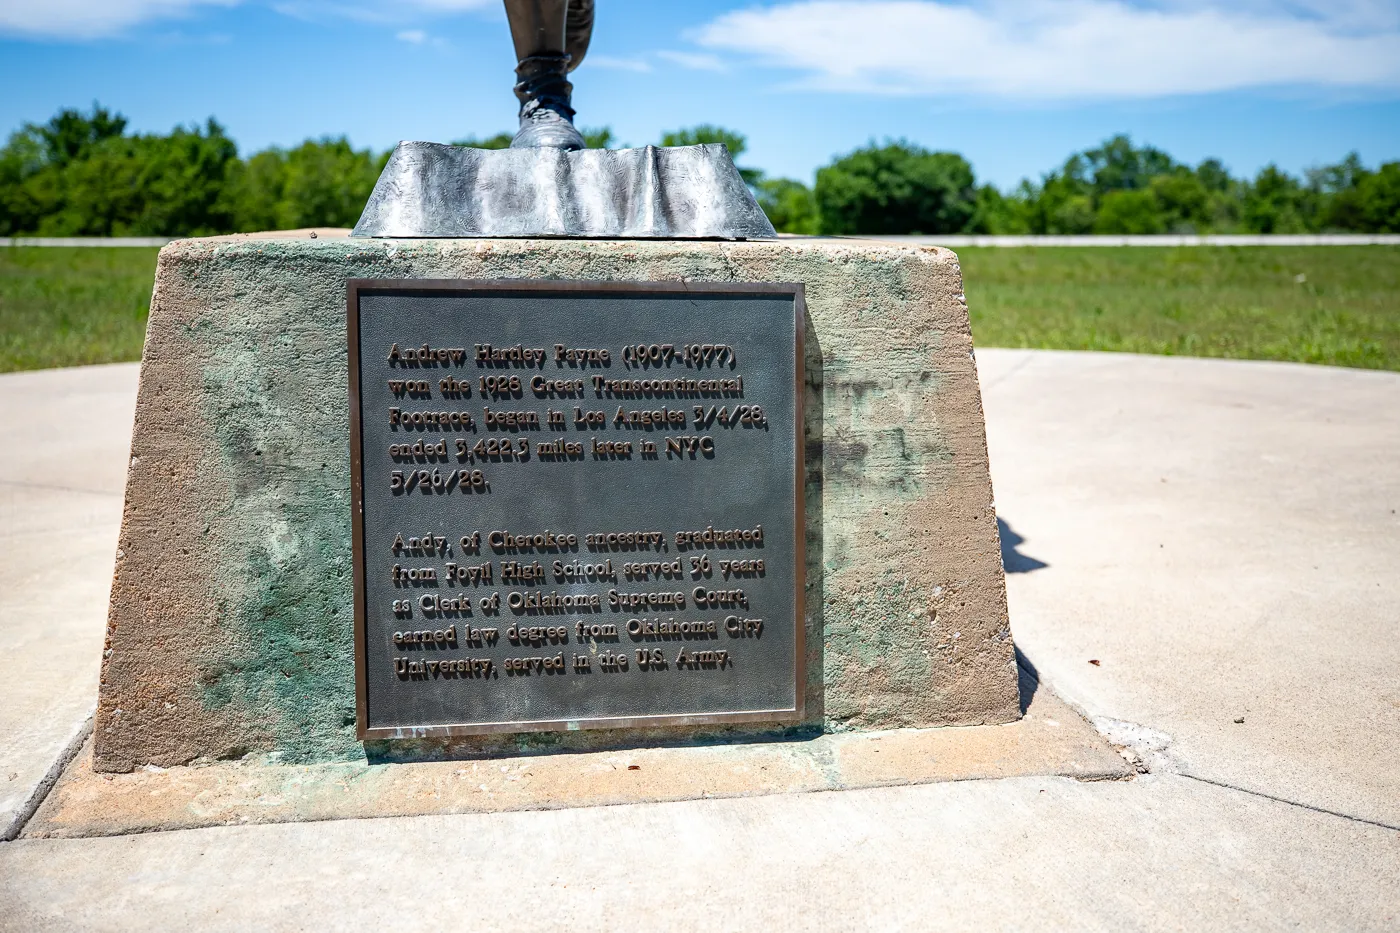 Andrew Hartley Payne (1907-1977)
won the 1928 Great Transcontinental
Footrace, began in Los Angeles 3/4/28,
ended 3,422.3 miles later in NYC
5/26/28.
Andy, of Cherokee ancestry, graduated
from Foyil High School, served 36 years
as Clerk of Oklahoma Supreme Court,
earned law degree from Oklahoma City
University, served in the U.S. Army.